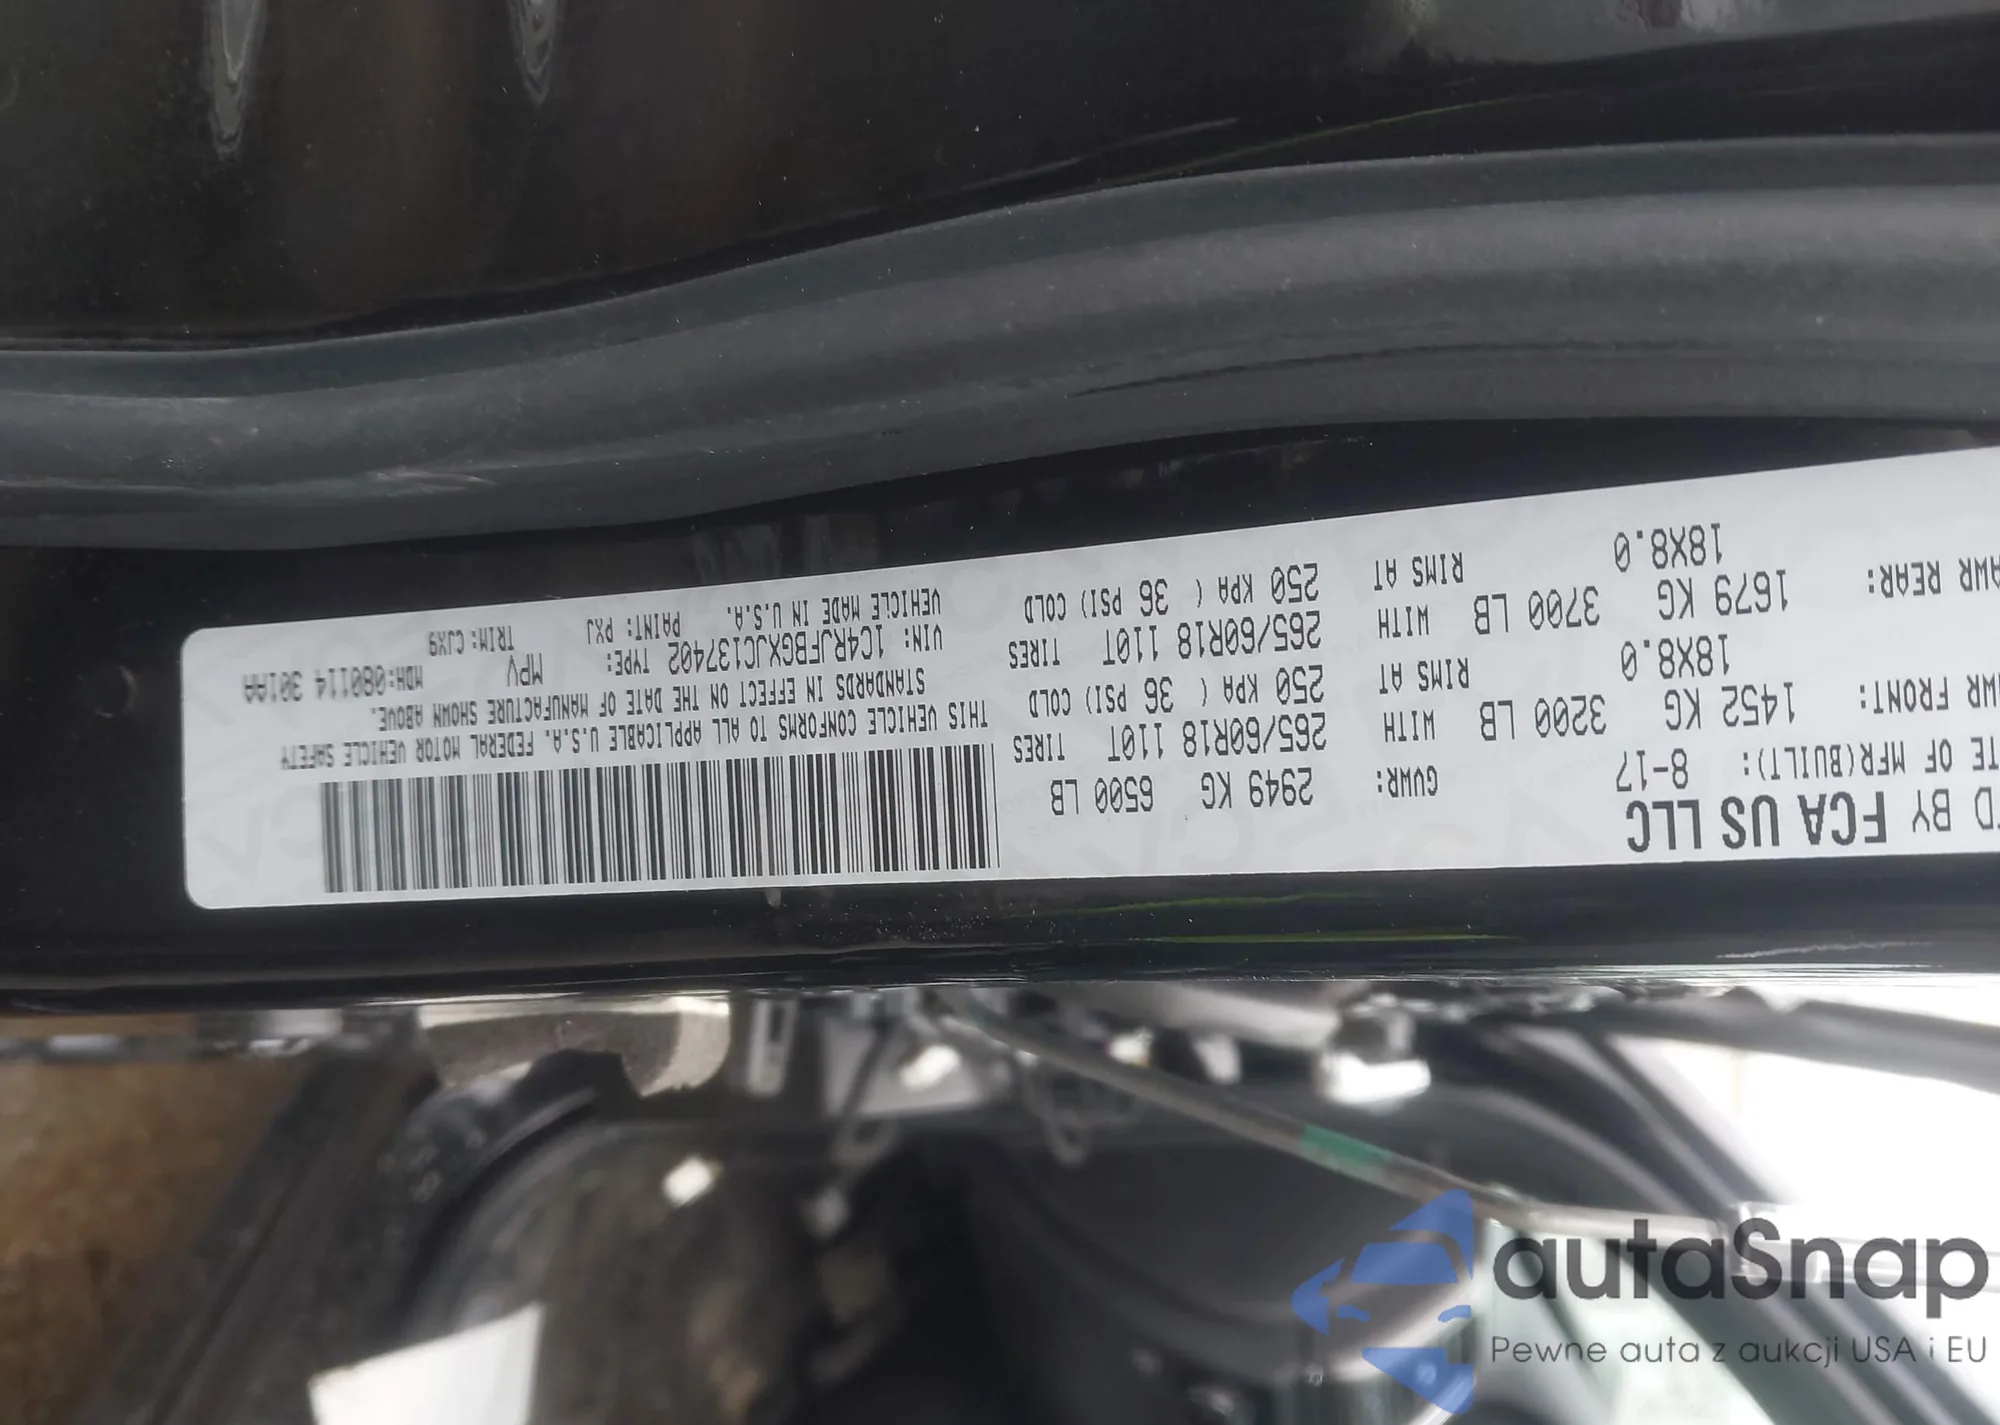 BY FCA US LLC
OF MFR(BUILT): 8-17 GVWR: 2949 KG 6500 LB
FRONT: 1452 KG 3200 LB WITH 265/60R18 110T TIRES
18X8.0 RIMS AT 250 KPA ( 36 PSI) COLD
REAR: 1679 KG 3700 LB WITH 265/60R18 110T TIRES
18X8.0 RIMS AT 250 KPA ( 36 PSI) COLD
THIS VEHICLE CONFORMS TO ALL APPLICABLE U.S.A. FEDERAL MOTOR VEHICLE SAFETY
STANDARDS IN EFFECT ON THE DATE OF MANUFACTURE SHOWN ABOVE.
VIN: 1C4RJFBGXJC137402 TYPE: MPV MDH:080114 301AA
VEHICLE MADE IN U.S.A. PAINT: PXJ TRIM: CJX9
autaSnap
Pewne auta z aukcji USA i EU